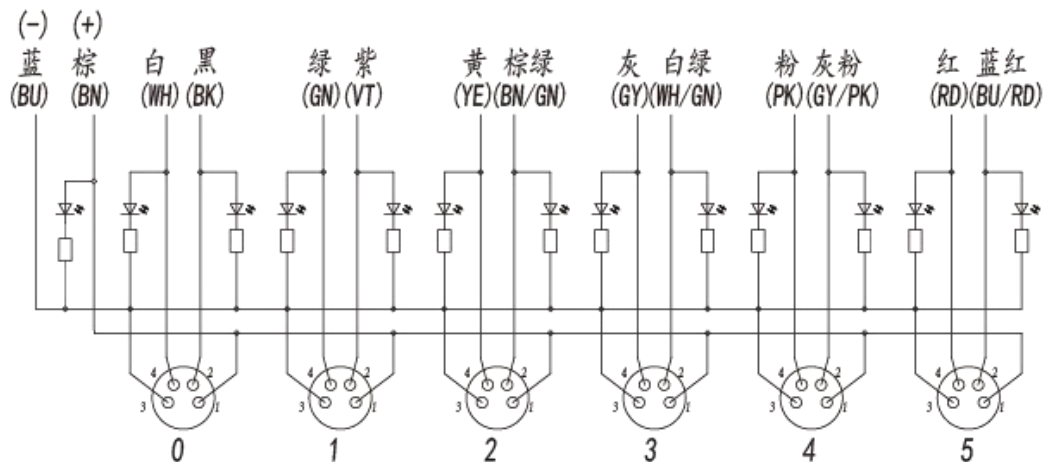 (-) (+)
蓝 棕 白 黑 绿 紫 黄 棕绿 灰 白绿 粉 灰粉 红 蓝红
(BU) (BN) (WH) (BK) (GN) (VT) (YE) (BN/GN) (GY) (WH/GN) (PK) (GY/PK) (RD) (BU/RD)
4 2 4 2 4 2 4 2 4 2 4 2
3 1 3 1 3 1 3 1 3 1 3 1
0 1 2 3 4 5